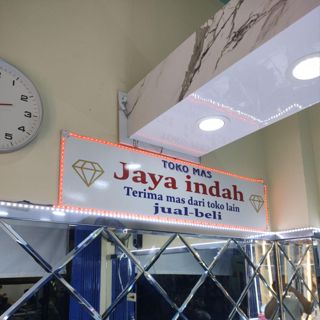 TOKO MAS
Jaya indah
Terima mas dari toko lain
jual-beli